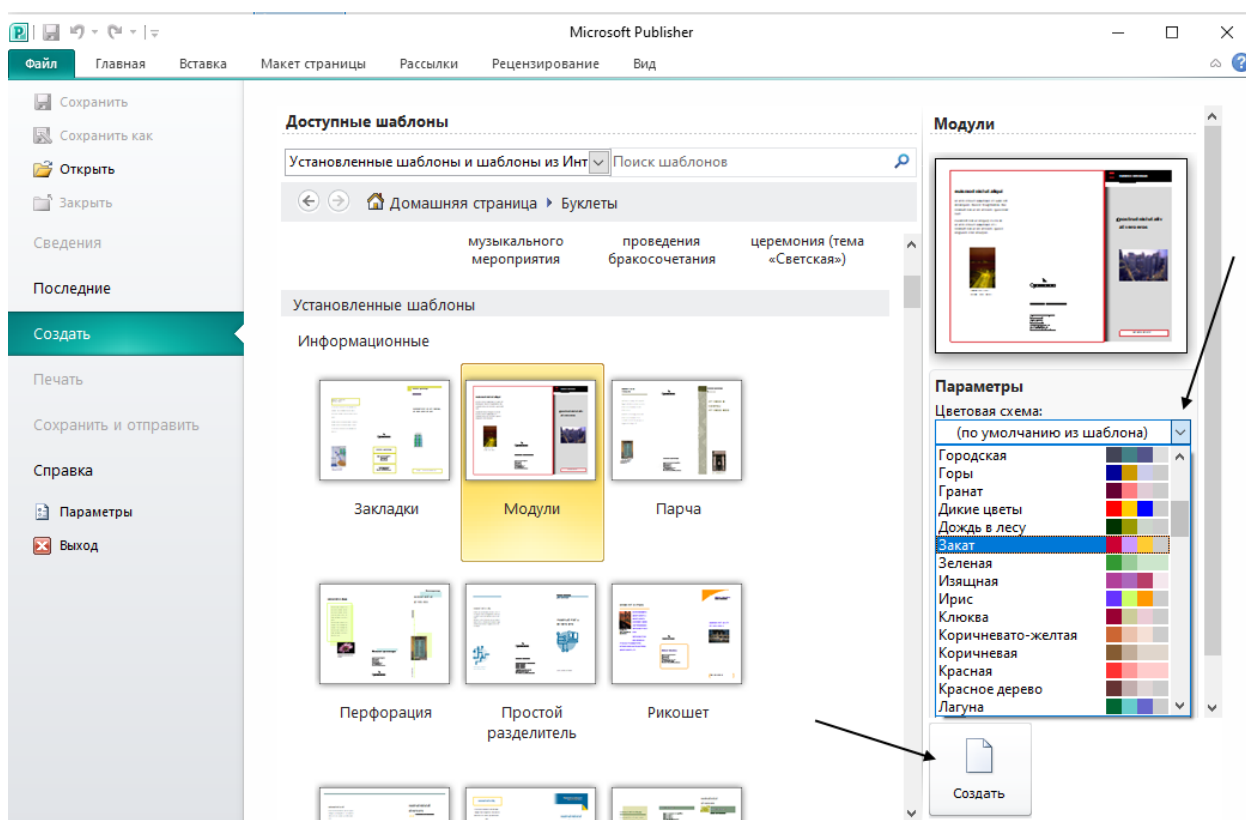 Microsoft Publisher
Файл Главная Вставка Макет страницы Рассылки Рецензирование Вид
Сохранить
Сохранить как
Открыть
Закрыть
Сведения
Последние
Создать
Печать
Сохранить и отправить
Справка
Параметры
Выход
Доступные шаблоны
Установленные шаблоны и шаблоны из Инт Поиск шаблонов
Домашняя страница Буклеты
музыкального
мероприятия
проведения
бракосочетания
церемония (тема
«Светская»)
Установленные шаблоны
Информационные
Закладки
Модули
Парча
Перфорация
Простой
разделитель
Рикошет
Модули
Параметры
Цветовая схема:
(по умолчанию из шаблона)
Городская
Горы
Гранат
Дикие цветы
Дождь в лесу
Закат
Зеленая
Изящная
Ирис
Клюква
Коричневато-желтая
Коричневая
Красная
Красное дерево
Лагуна
Создать